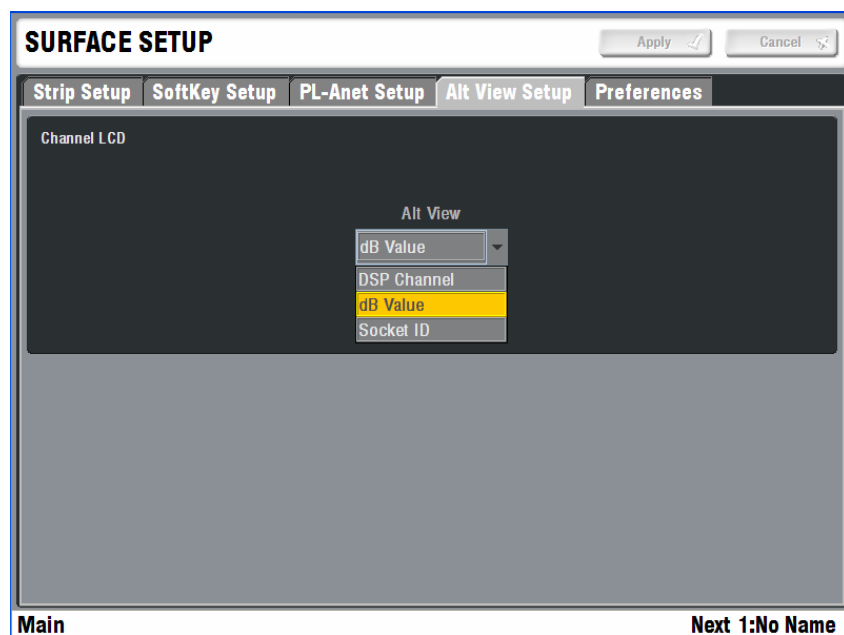 SURFACE SETUP
Apply
Cancel
Strip Setup
SoftKey Setup
PL-Anet Setup
Alt View Setup
Preferences
Channel LCD
Alt View
dB Value
DSP Channel
dB Value
Socket ID
Main
Next 1:No Name